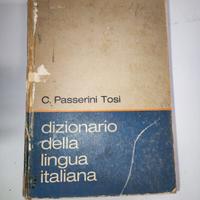 C. Passerini Tosi
dizionario
della
lingua
italiana